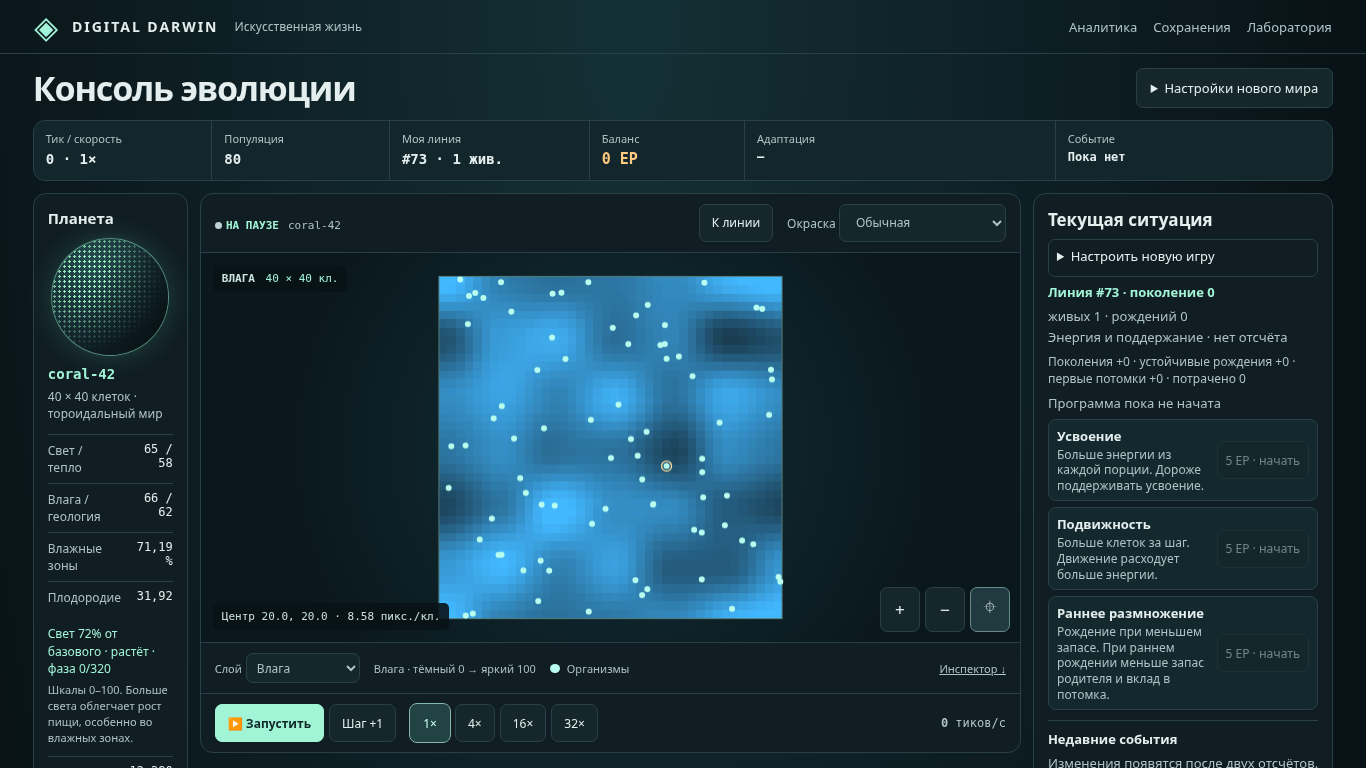 DIGITAL DARWIN Искусственная жизнь Аналитика Сохранения Лаборатория
Консоль эволюции
▶ Настройки нового мира
Тик / скорость
0 · 1×
Популяция
80
Моя линия
#73 · 1 жив.
Баланс
0 EP
Адаптация
—
Событие
Пока нет
Планета
coral-42
40 × 40 клеток ·
тороидальный мир
Свет / 65 /
тепло 58
Влага / 66 /
геология 62
Влажные 71,19
зоны %
Плодородие 31,92
Свет 72% от
базового · растёт ·
фаза 0/320
Шкалы 0–100. Больше
света облегчает рост
пищи, особенно во
влажных зонах.
НА ПАУЗЕ coral-42
К линии Окраска Обычная
ВЛАГА 40 × 40 кл.
Центр 20.0, 20.0 · 8.58 пикс./кл.
+ −
Слой Влага Влага · тёмный 0 → яркий 100 Организмы Инспектор ↓
▶️ Запустить Шаг +1 1× 4× 16× 32× 0 тиков/с
Текущая ситуация
▶ Настроить новую игру
Линия #73 · поколение 0
живых 1 · рождений 0
Энергия и поддержание · нет отсчёта
Поколения +0 · устойчивые рождения +0 ·
первые потомки +0 · потрачено 0
Программа пока не начата
Усвоение
Больше энергии из
каждой порции. Дороже
поддерживать усвоение.
5 EP · начать
Подвижность
Больше клеток за шаг.
Движение расходует
больше энергии.
5 EP · начать
Раннее размножение
Рождение при меньшем
запасе. При раннем
рождении меньше запас
родителя и вклад в
потомка.
5 EP · начать
Недавние события
Изменения появятся после двух отсчётов.